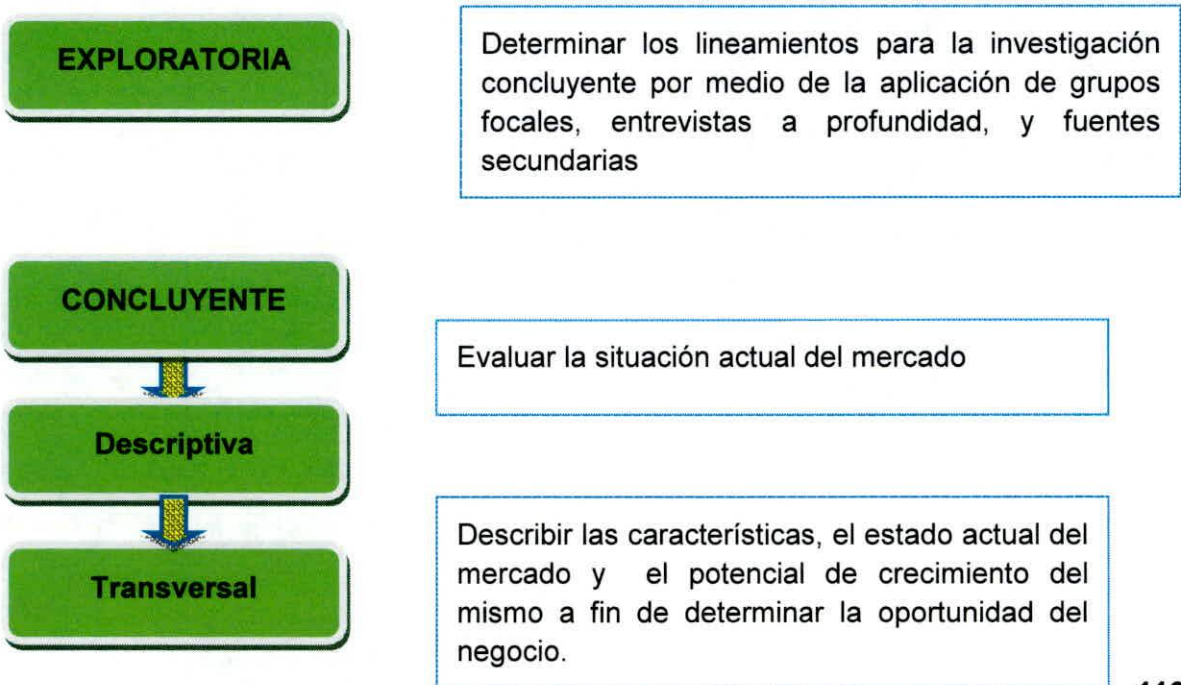 EXPLORATORIA
Determinar los lineamientos para la investigación
concluyente por medio de la aplicación de grupos
focales, entrevistas a profundidad, y fuentes
secundarias
CONCLUYENTE
Evaluar la situación actual del mercado
Descriptiva
Transversal
Describir las características, el estado actual del
mercado y el potencial de crecimiento del
mismo a fin de determinar la oportunidad del
negocio.